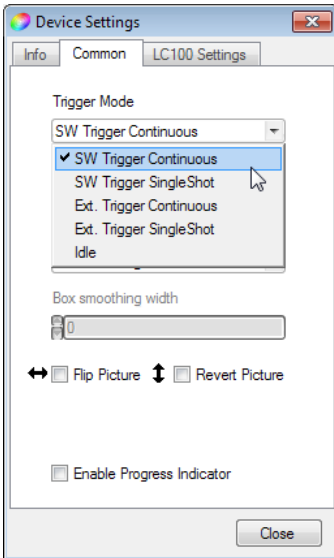 Device Settings
Info Common LC100 Settings
Trigger Mode
SW Trigger Continuous
SW Trigger Continuous
SW Trigger SingleShot
Ext. Trigger Continuous
Ext. Trigger SingleShot
Idle
Box smoothing width
0
Flip Picture Revert Picture
Enable Progress Indicator
Close